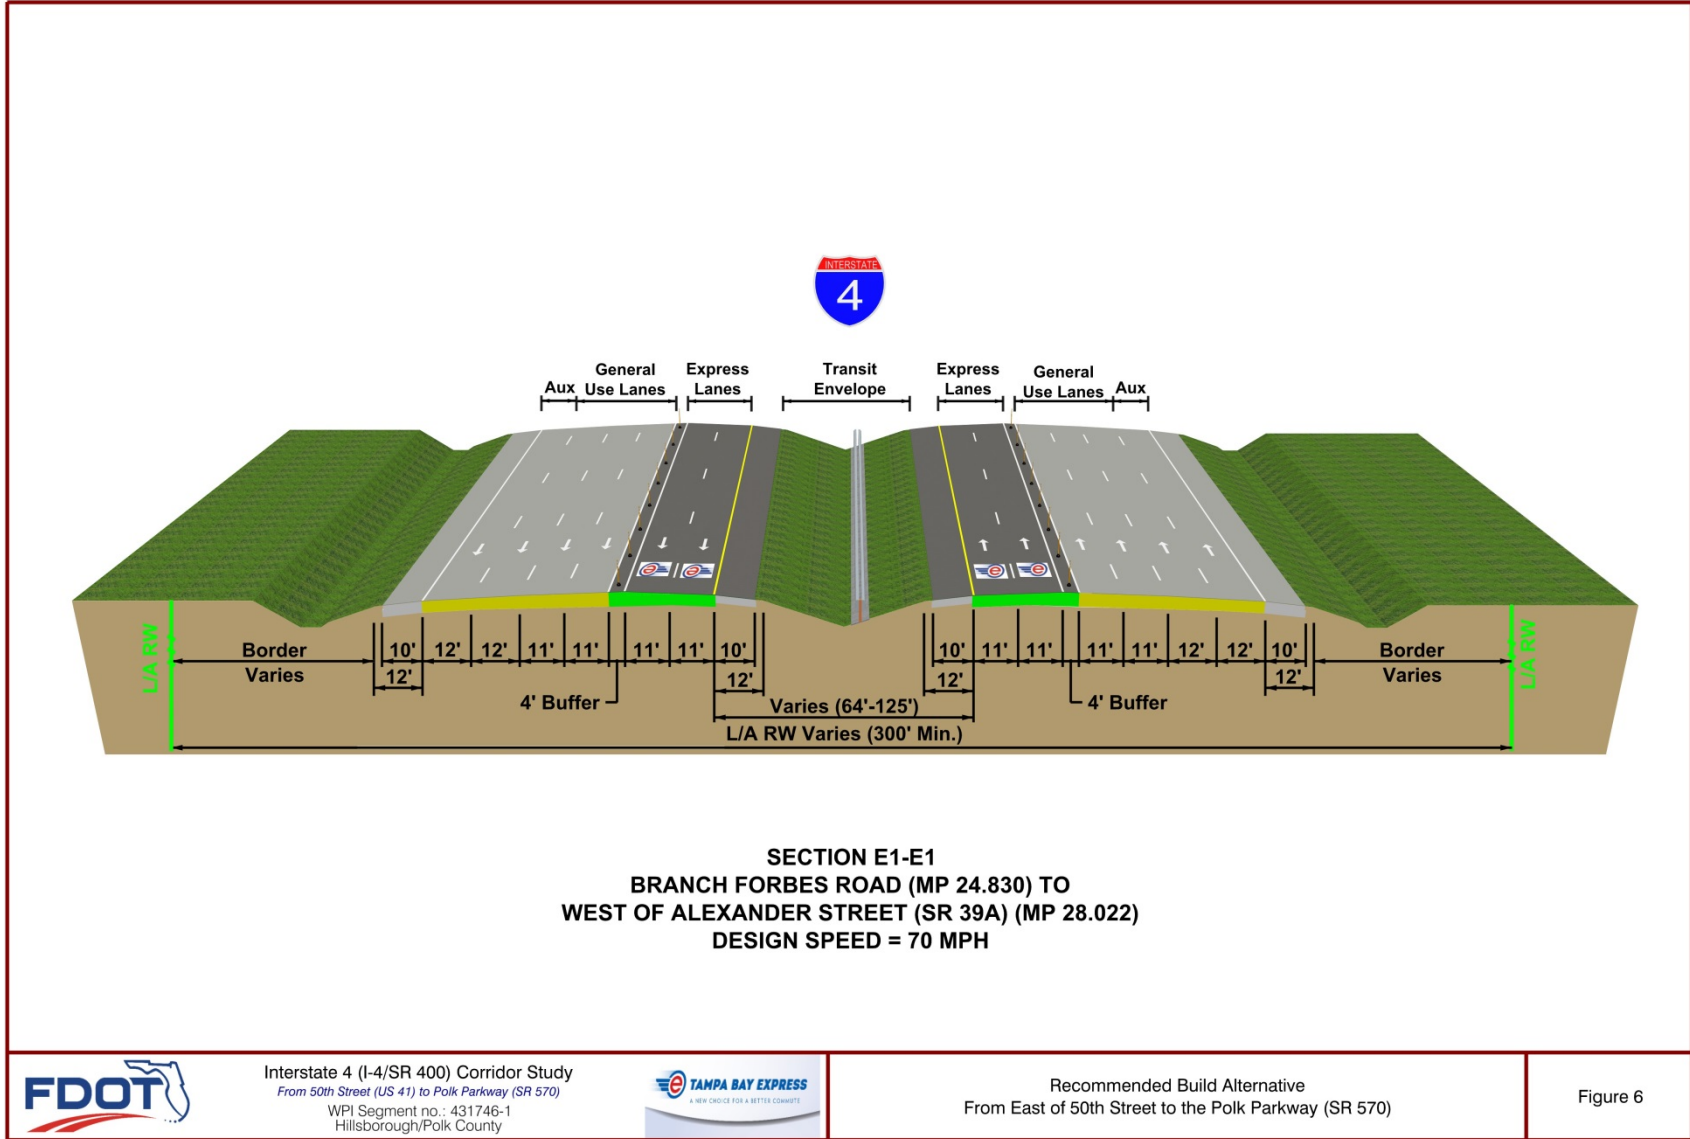 INTERSTATE
4
Aux
General
Use Lanes
Express
Lanes
Transit
Envelope
Express
Lanes
General
Use Lanes
Aux
L/A RW
Border
Varies
10'
12'
12'
11'
11'
11'
11'
10'
12'
4' Buffer
12'
10'
11'
11'
11'
11'
12'
12'
10'
12'
4' Buffer
12'
Border
Varies
L/A RW
Varies (64'-125')
L/A RW Varies (300' Min.)
SECTION E1-E1
BRANCH FORBES ROAD (MP 24.830) TO
WEST OF ALEXANDER STREET (SR 39A) (MP 28.022)
DESIGN SPEED = 70 MPH
FDOT
Interstate 4 (I-4/SR 400) Corridor Study
From 50th Street (US 41) to Polk Parkway (SR 570)
WPI Segment no.: 431746-1
Hillsborough/Polk County
e TAMPA BAY EXPRESS
A NEW CHOICE FOR A BETTER COMMUTE
Recommended Build Alternative
From East of 50th Street to the Polk Parkway (SR 570)
Figure 6